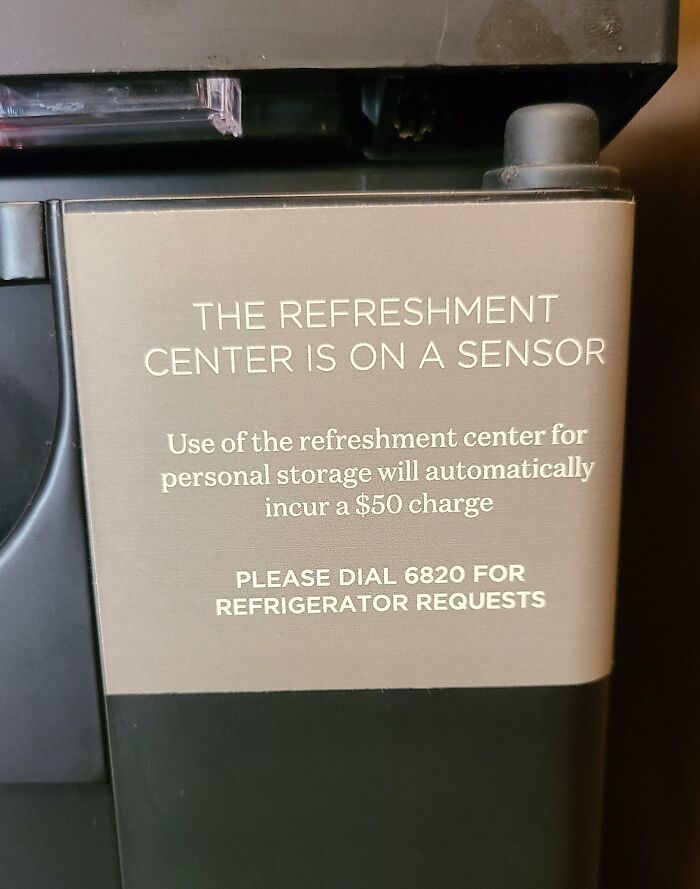 THE REFRESHMENT
CENTER IS ON A SENSOR
Use of the refreshment center for
personal storage will automatically
incur a $50 charge
PLEASE DIAL 6820 FOR
REFRIGERATOR REQUESTS